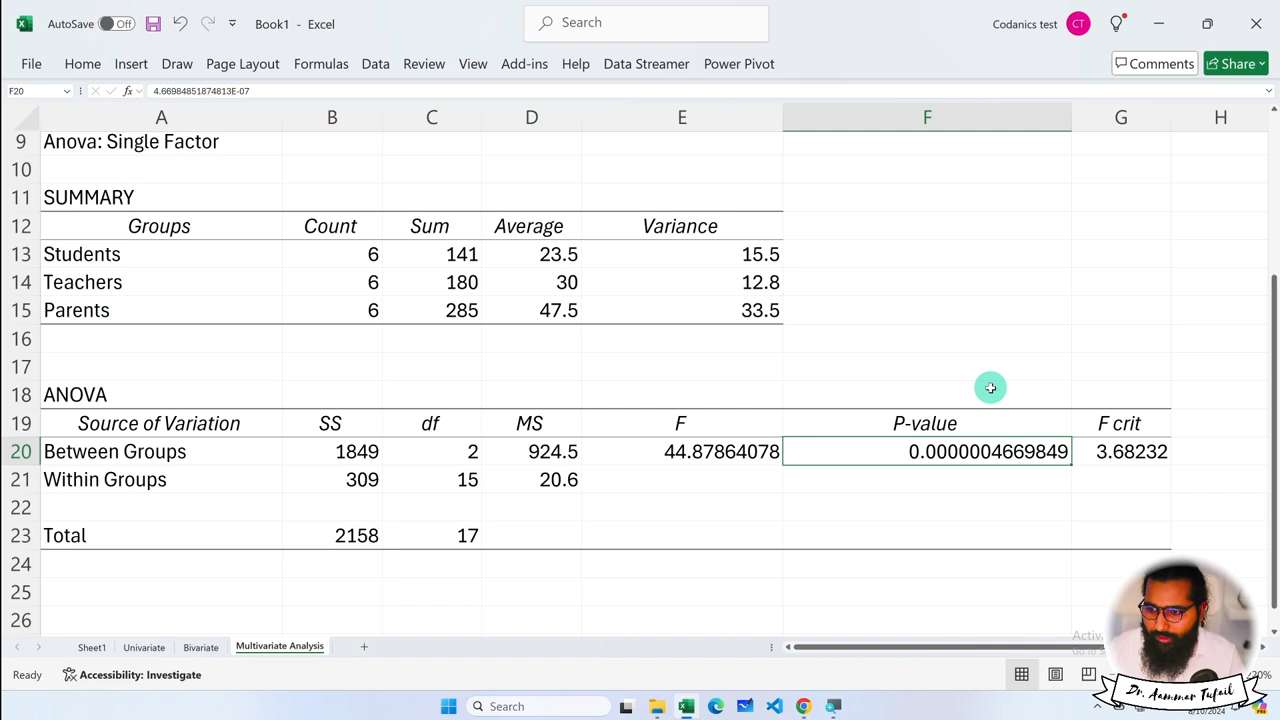 AutoSave Off Book1 - Excel Search Codanics test CT
File Home Insert Draw Page Layout Formulas Data Review View Add-ins Help Data Streamer Power Pivot Comments Share
F20 fx 4.66984851874813E-07
A B C D E F G H
9 Anova: Single Factor
10
11 SUMMARY
12 Groups Count Sum Average Variance
13 Students 6 141 23.5 15.5
14 Teachers 6 180 30 12.8
15 Parents 6 285 47.5 33.5
16
17
18 ANOVA
19 Source of Variation SS df MS F P-value F crit
20 Between Groups 1849 2 924.5 44.87864078 0.0000004669849 3.68232
21 Within Groups 309 15 20.6
22
23 Total 2158 17
24
25
26
Sheet1 Univariate Bivariate Multivariate Analysis
Ready Accessibility: Investigate
Dr. Aammar Tufail
Search